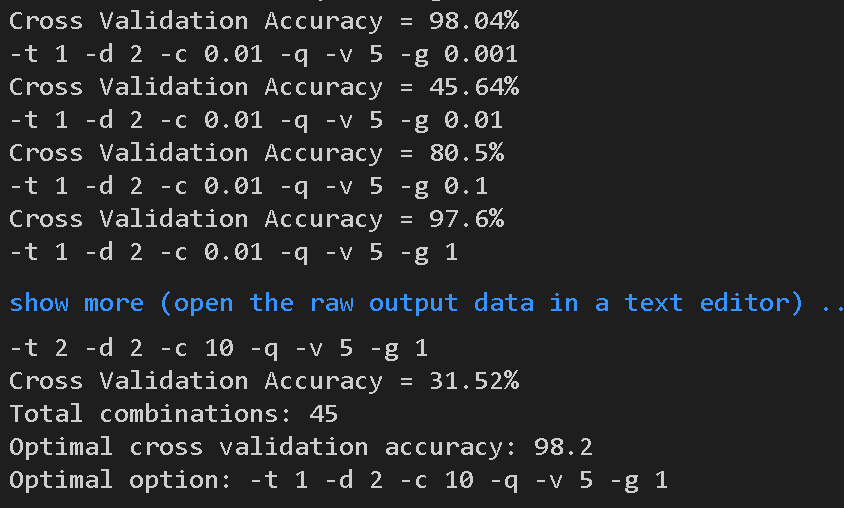 Cross Validation Accuracy = 98.04%
-t 1 -d 2 -c 0.01 -q -v 5 -g 0.001
Cross Validation Accuracy = 45.64%
-t 1 -d 2 -c 0.01 -q -v 5 -g 0.01
Cross Validation Accuracy = 80.5%
-t 1 -d 2 -c 0.01 -q -v 5 -g 0.1
Cross Validation Accuracy = 97.6%
-t 1 -d 2 -c 0.01 -q -v 5 -g 1
show more (open the raw output data in a text editor) ..
-t 2 -d 2 -c 10 -q -v 5 -g 1
Cross Validation Accuracy = 31.52%
Total combinations: 45
Optimal cross validation accuracy: 98.2
Optimal option: -t 1 -d 2 -c 10 -q -v 5 -g 1